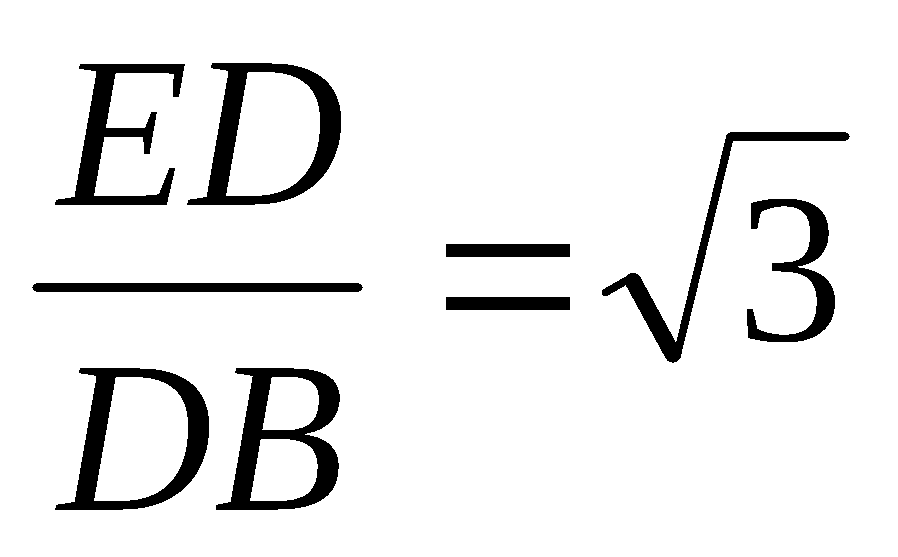 ED
DB
= √3